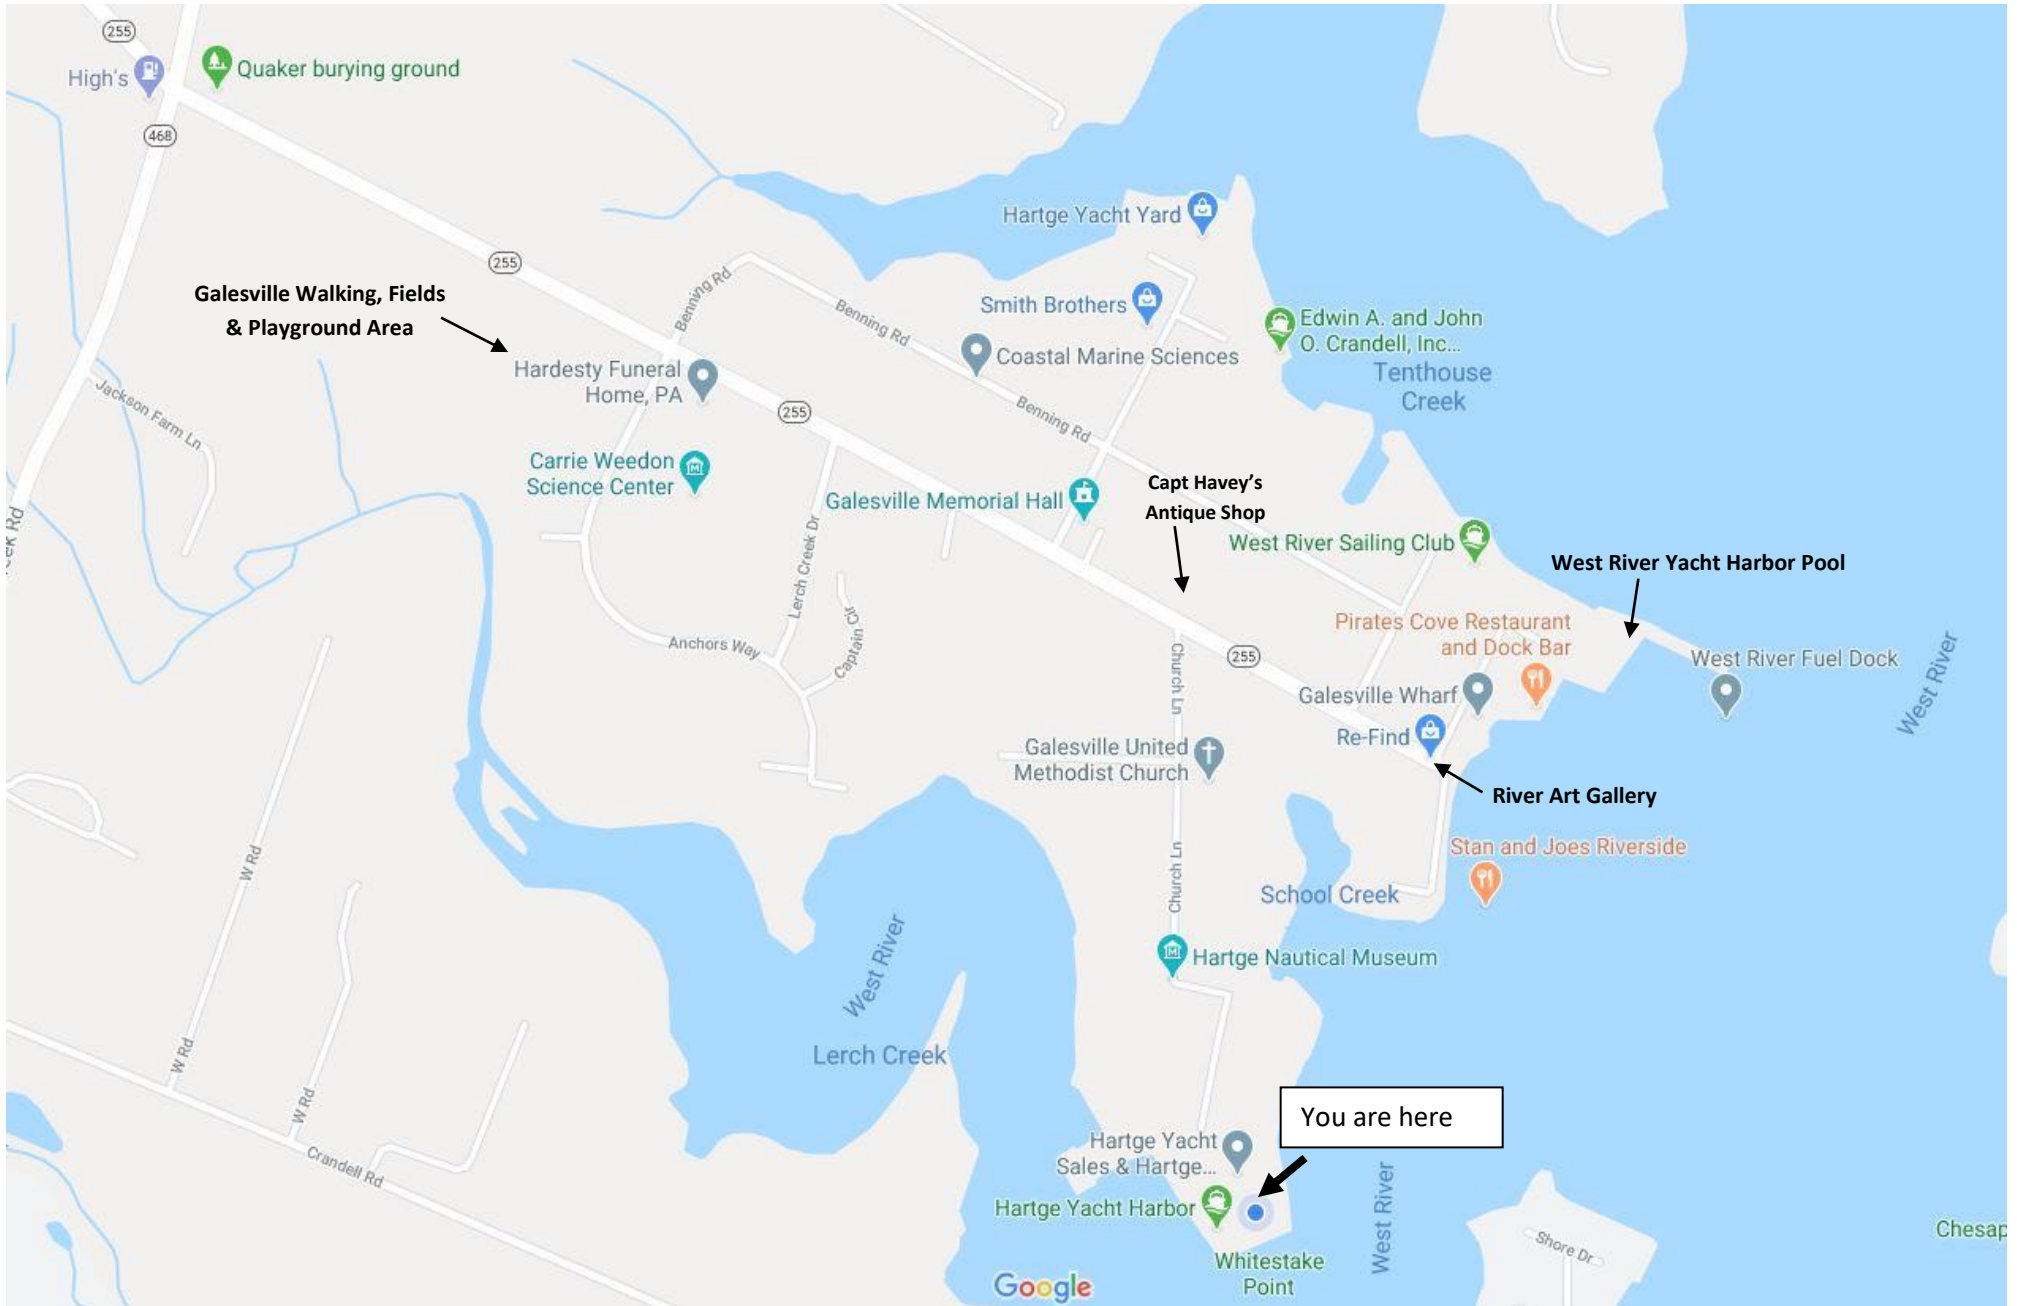 255
High's
Quaker burying ground
468
Hartge Yacht Yard
255
Benning Rd
Galesville Walking, Fields
& Playground Area
Benning Rd
Smith Brothers
Edwin A. and John
O. Crandell, Inc...
Coastal Marine Sciences
Tenthouse
Creek
Hardesty Funeral
Home, PA
Jackson Farm Ln
255
Benning Rd
Carrie Weedon
Science Center
Galesville Memorial Hall
Capt Havey’s
Antique Shop
Lerch Creek Dr
West River Sailing Club
West River Yacht Harbor Pool
eek Rd
Anchors Way
Captain Cir
Church Ln
255
Pirates Cove Restaurant
and Dock Bar
West River Fuel Dock
West River
Galesville Wharf
Re-Find
Galesville United
Methodist Church
River Art Gallery
W Rd
Church Ln
Stan and Joes Riverside
School Creek
West River
Hartge Nautical Museum
Lerch Creek
W Rd
W Rd
You are here
Crandell Rd
Hartge Yacht
Sales & Hartge...
Hartge Yacht Harbor
West River
Shore Dr
Chesap
Whitestake
Point
Google